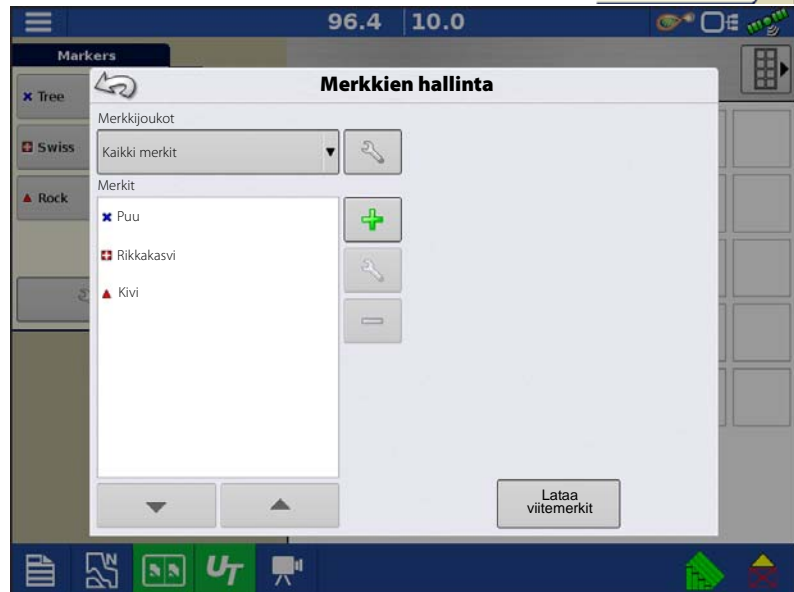 96.4 10.0
Markers
Tree
Swiss
Rock
Merkkien hallinta
Merkkijoukot
Kaikki merkit
Merkit
Puu
Rikkakasvi
Kivi
Lataa
viitemerkit
N
UT